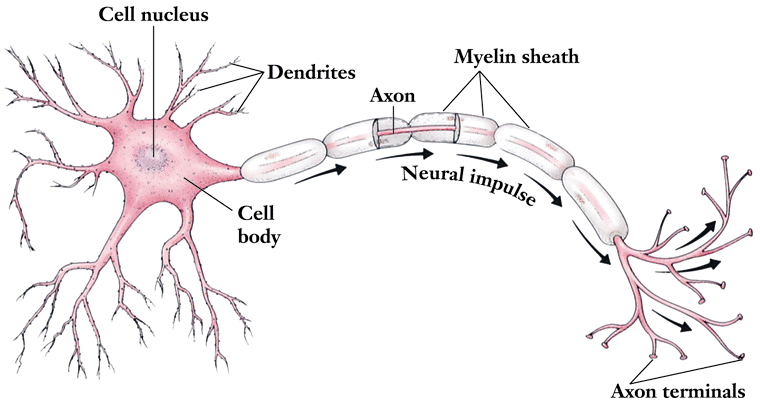 Cell nucleus
Dendrites
Myelin sheath
Axon
Neural impulse
Cell
body
Axon terminals